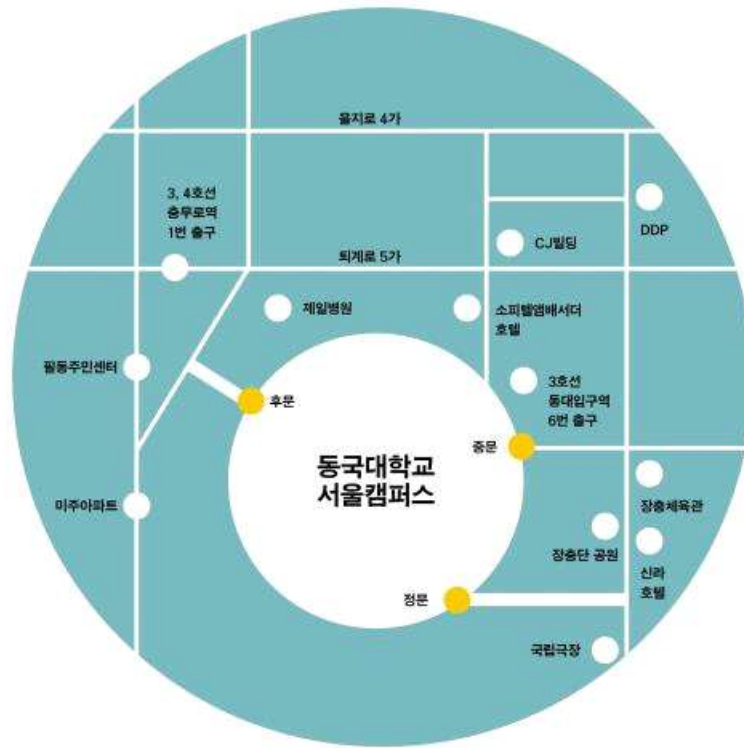 을지로 4가
3, 4호선
충무로역
1번 출구
DDP
CJ빌딩
퇴계로 5가
제일병원
소피텔앰배서더
호텔
필동주민센터
3호선
동대입구역
6번 출구
후문
중문
동국대학교
서울캠퍼스
장충체육관
미주아파트
장충단 공원
신라
호텔
정문
국립극장